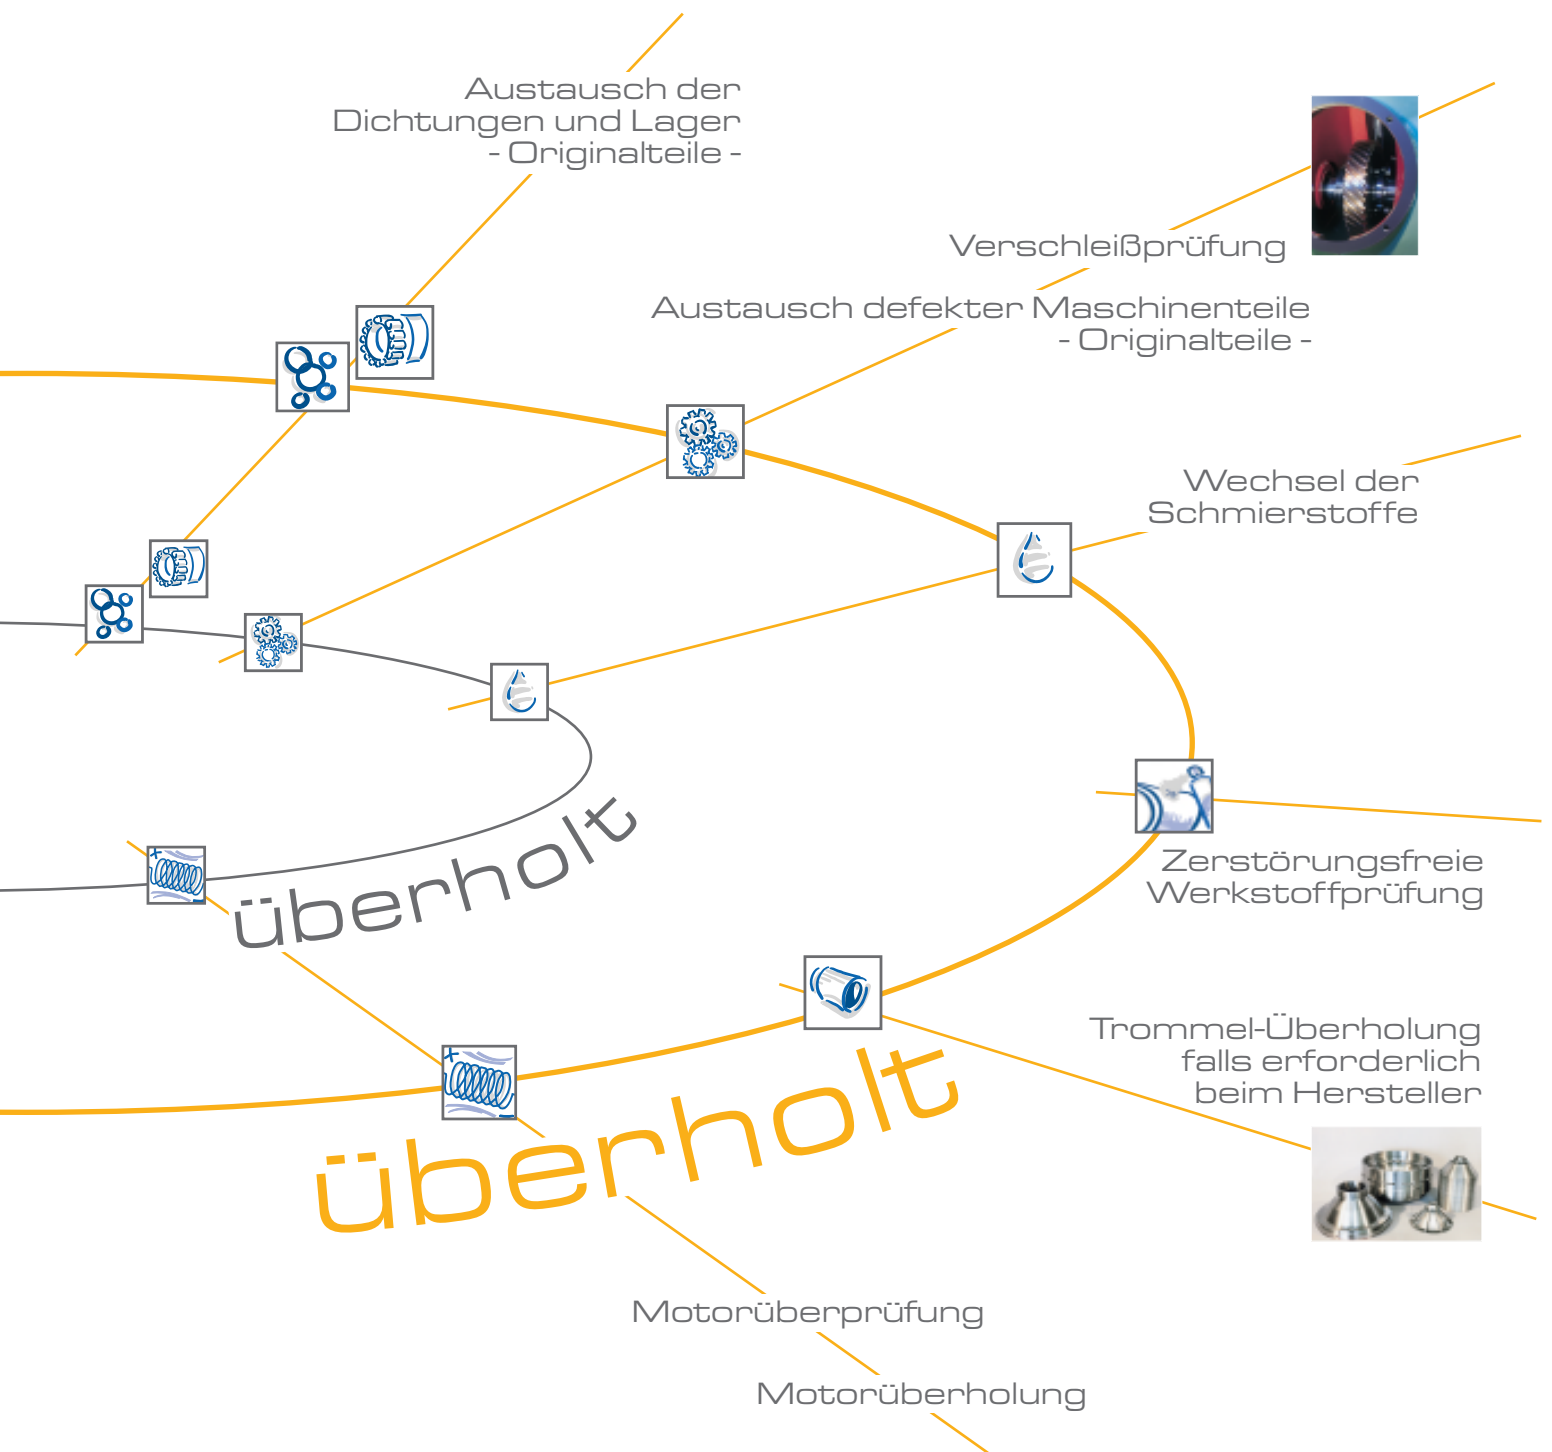 Austausch der
Dichtungen und Lager
- Originalteile -
Verschleißprüfung
Austausch defekter Maschinenteile
- Originalteile -
Wechsel der
Schmierstoffe
Zerstörungsfreie
Werkstoffprüfung
überholt
Trommel-Überholung
falls erforderlich
beim Hersteller
überholt
Motorüberprüfung
Motorüberholung